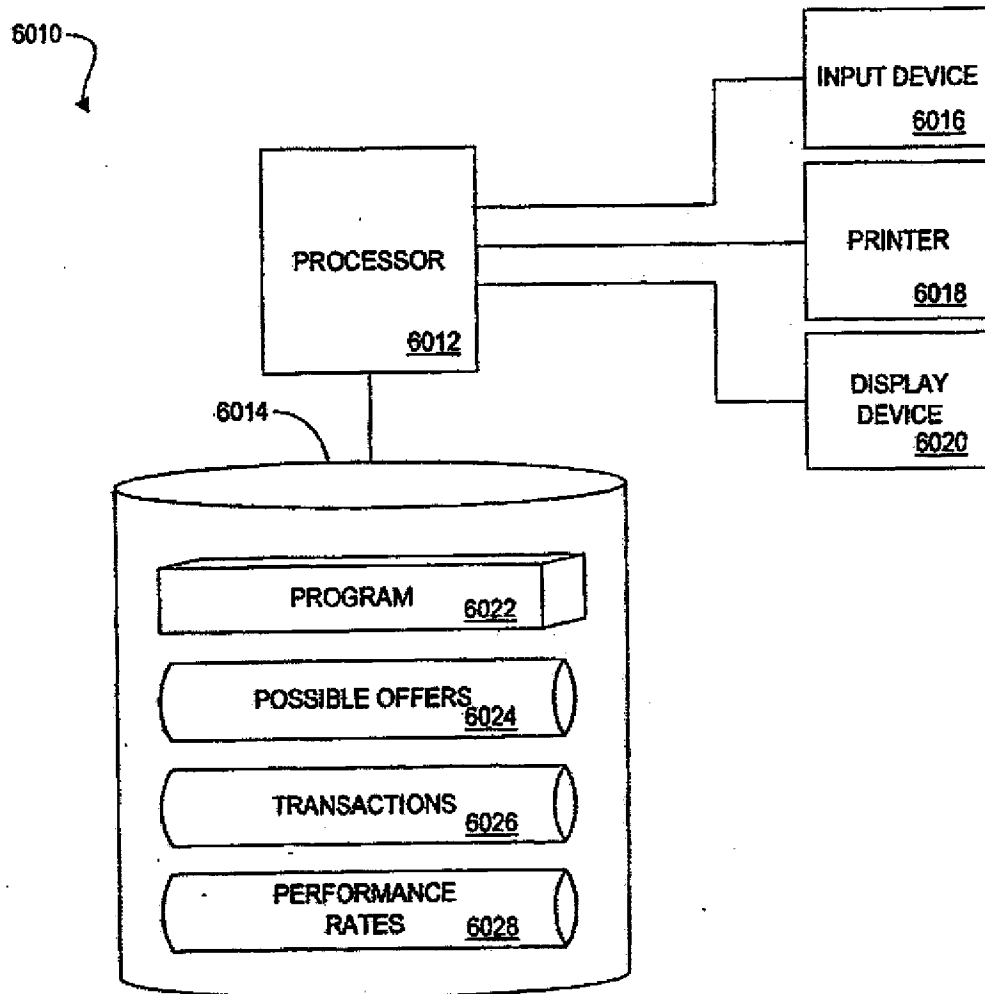 6010
INPUT DEVICE
6016
PROCESSOR
6012
PRINTER
6018
DISPLAY
DEVICE
6020
6014
PROGRAM
6022
POSSIBLE OFFERS
6024
TRANSACTIONS
6026
PERFORMANCE
RATES
6028